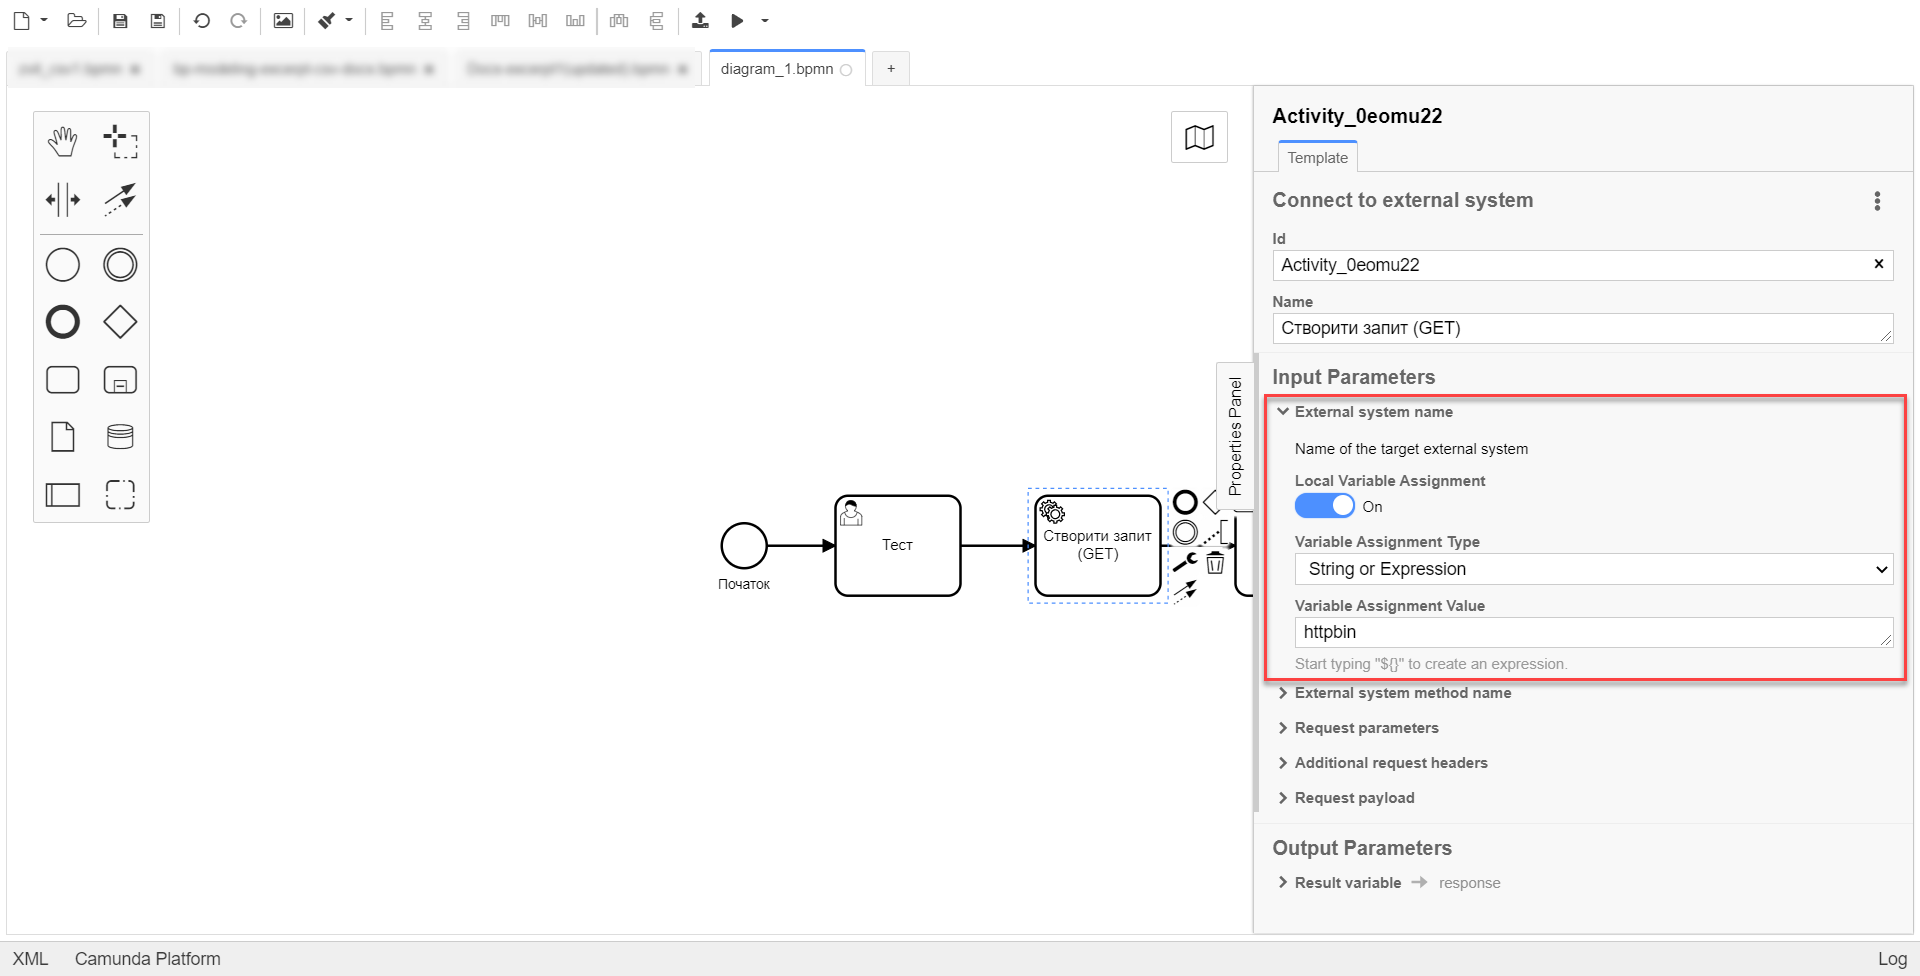 diagram_1.bpmn
+
Activity_0eomu22
Template
Connect to external system
Id
Activity_0eomu22
Name
Створити запит (GET)
Input Parameters
External system name
Name of the target external system
Local Variable Assignment
On
Variable Assignment Type
String or Expression
Variable Assignment Value
httpbin
Start typing "${}" to create an expression.
External system method name
Request parameters
Additional request headers
Request payload
Output Parameters
Result variable → response
Properties Panel
Початок
Тест
Створити запит
(GET)
XML Camunda Platform Log